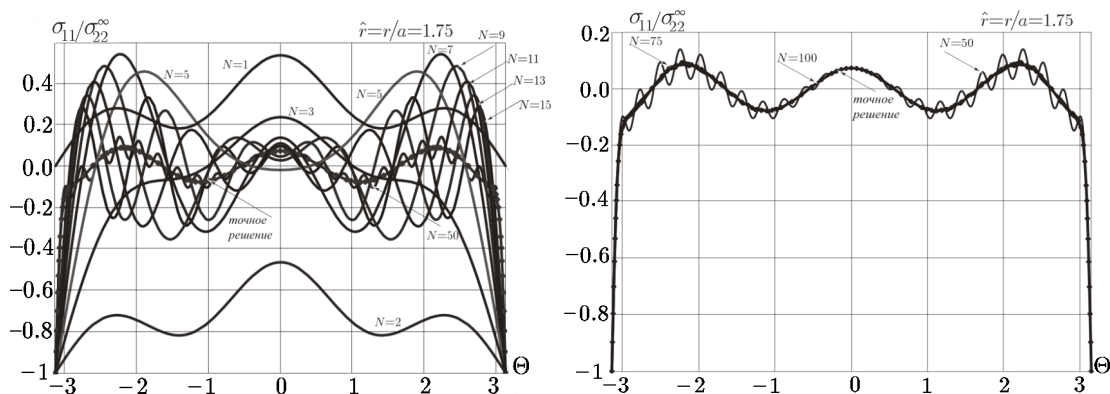 σ₁₁/σ₂₂^∞
r̂=r/a=1.75
N=9
N=7
N=11
N=1
N=5
N=5
N=13
N=15
N=3
0.4
0.2
0.0
−0.2
−0.4
−0.6
−0.8
−1
точное
решение
N=50
N=2
Θ
−3
−2
−1
0
1
2
3
σ₁₁/σ₂₂^∞
r̂=r/a=1.75
N=75
N=100
N=50
точное
решение
0.2
0.0
−0.2
−0.4
−0.6
−0.8
−1
Θ
−3
−2
−1
0
1
2
3